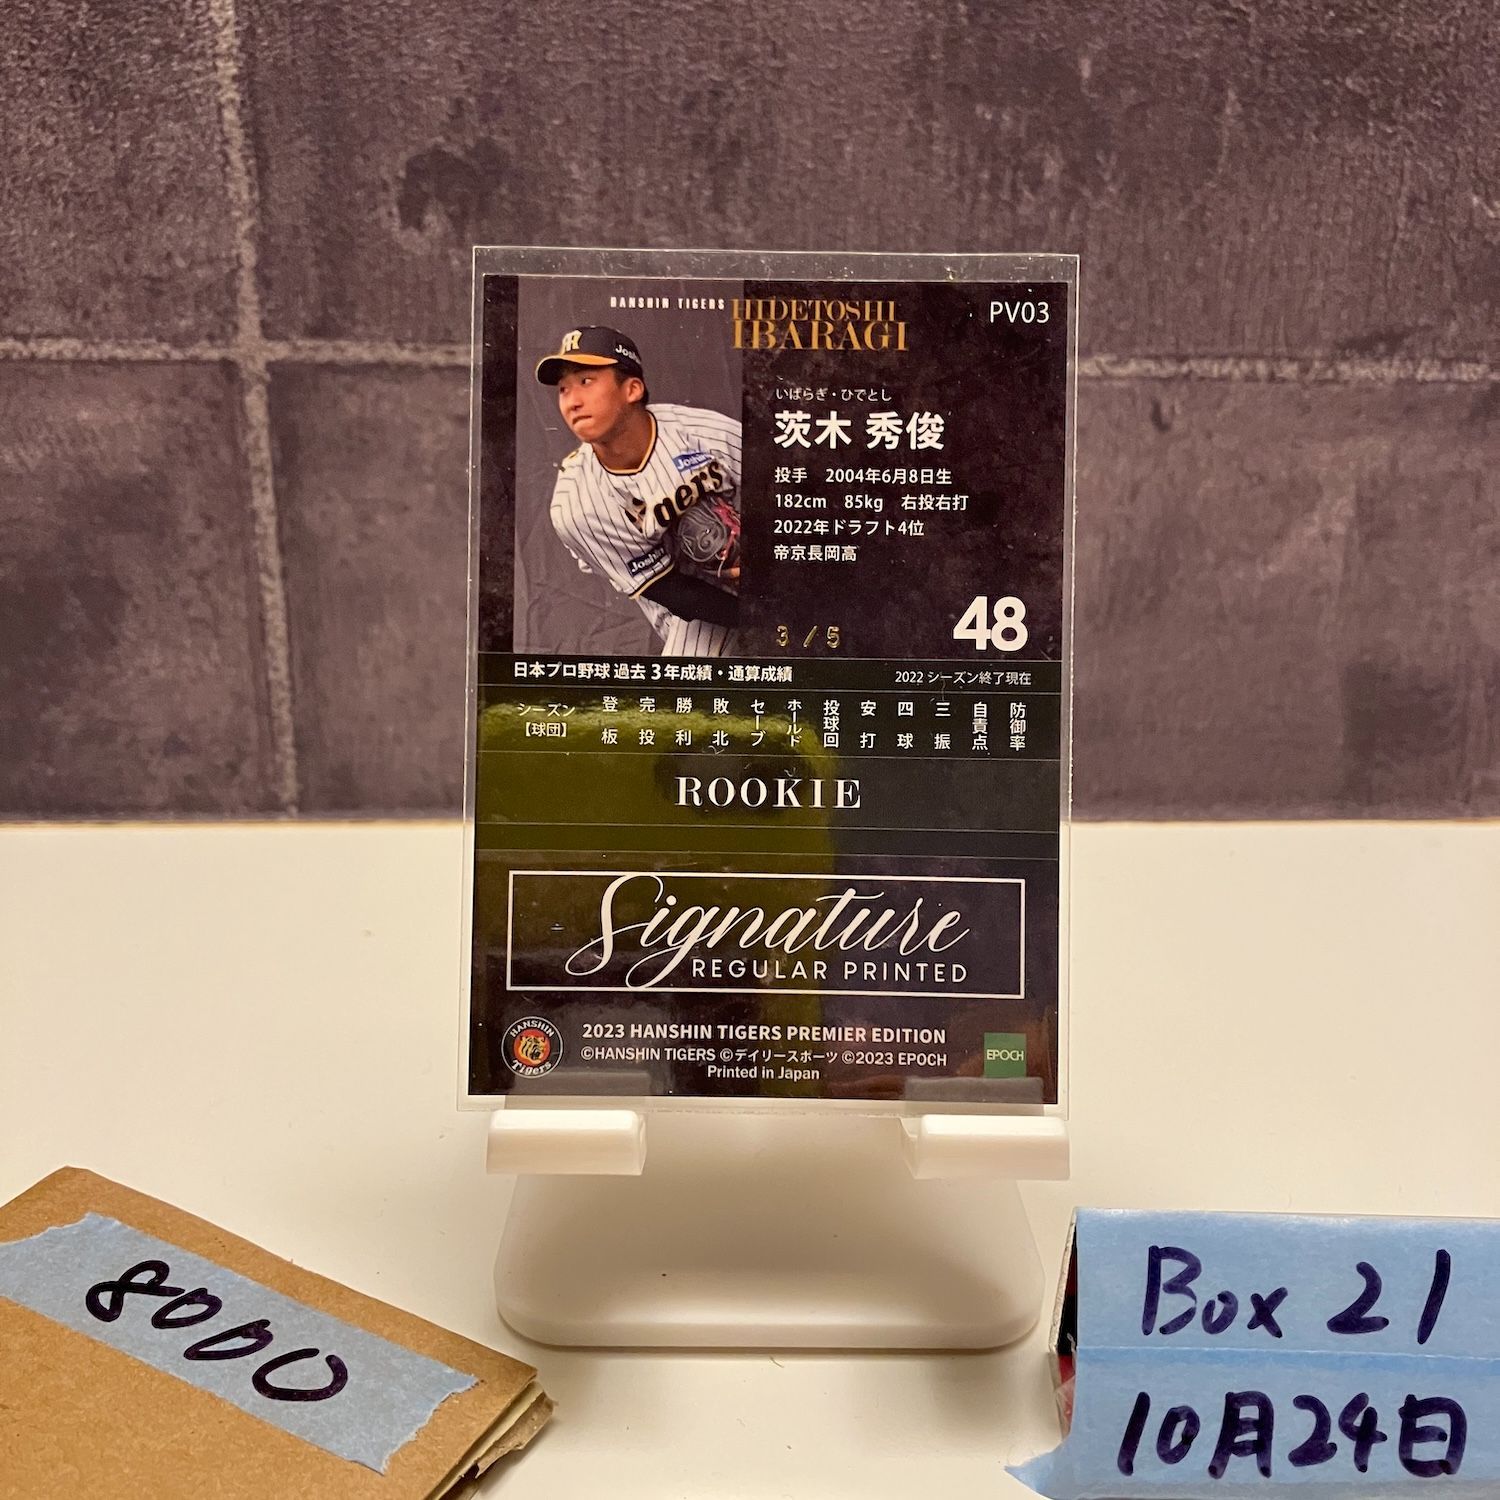 HANSHIN TIGERS
HIDETOSHI
IBARAGI
PV03
いばらぎ・ひでとし
茨木 秀俊
投手 2004年6月8日生
182cm 85kg 右投右打
2022年ドラフト4位
帝京長岡高
Joshin
Tigers
Joshin
3/5
48
日本プロ野球 過去3年成績・通算成績
2022 シーズン終了現在
シーズン【球団】 登板 完投 勝利 敗北 セーブ ホールド 投球回 安打 四球 三振 自責点 防御率
ROOKIE
Signature
REGULAR PRINTED
HANSHIN Tigers
2023 HANSHIN TIGERS PREMIER EDITION
©HANSHIN TIGERS ©デイリースポーツ ©2023 EPOCH
Printed in Japan
EPOCH
8000
Box 21
10月24日